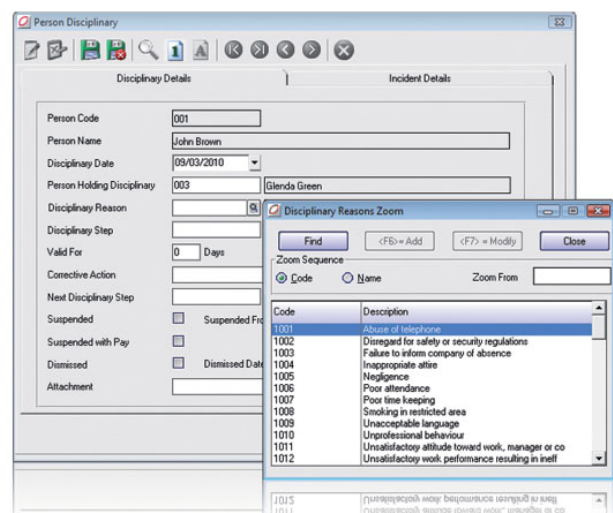 Person Disciplinary
1 A
Disciplinary Details Incident Details
Person Code 001
Person Name John Brown
Disciplinary Date 09/03/2010
Person Holding Disciplinary 003 Glenda Green
Disciplinary Reason
Disciplinary Step
Valid For 0 Days
Corrective Action
Next Disciplinary Step
Suspended Suspended Fro
Suspended with Pay
Dismissed Dismissed Date
Attachment
Disciplinary Reasons Zoom
Find <F6>= Add <F7> = Modify Close
Zoom Sequence
Code Name Zoom From
Code Description
1001 Abuse of telephone
1002 Disregard for safety or security regulations
1003 Failure to inform company of absence
1004 Inappropriate attire
1005 Negligence
1006 Poor attendance
1007 Poor time keeping
1008 Smoking in restricted area
1009 Unacceptable language
1010 Unprofessional behaviour
1011 Unsatisfactory attitude toward work, manager or co
1012 Unsatisfactory work performance resulting in ineff